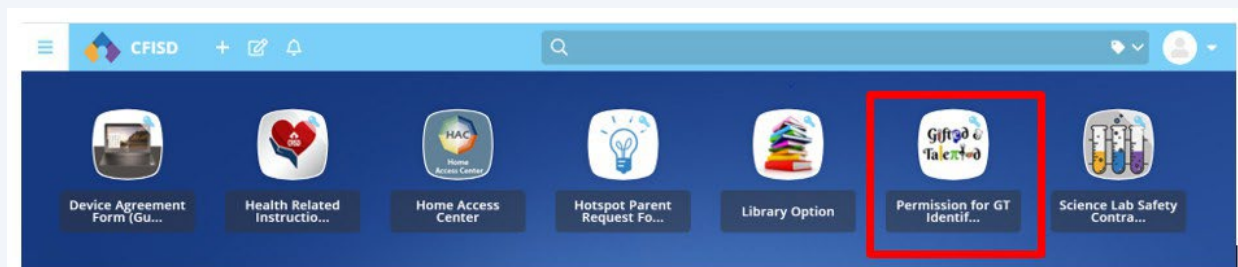 CFISD
HAC
Home
Access Center
Gifted &
Talented
Device Agreement
Form (Gu...
Health Related
Instructio...
Home Access
Center
Hotspot Parent
Request Fo...
Library Option
Permission for GT
Identif...
Science Lab Safety
Contra...